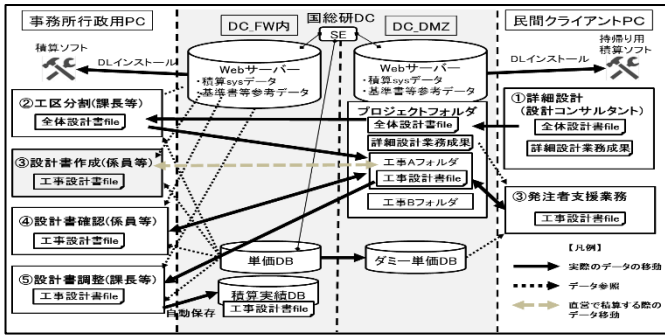 事務所行政用PC
DC_FW内
国総研DC
DC_DMZ
民間クライアントPC
SE
積算ソフト
DLインストール
Webサーバー
・積算sysデータ
・基準書等参考データ
Webサーバー
・積算sysデータ
・基準書等参考データ
DLインストール
持帰り用
積算ソフト
②工区分割(課長等)
全体設計書file
プロジェクトフォルダ
全体設計書file
詳細設計業務成果
①詳細設計
(設計コンサルタント)
全体設計書file
詳細設計業務成果
③設計書作成(係員等)
工事設計書file
工事Aフォルダ
工事設計書file
工事Bフォルダ
③発注者支援業務
工事設計書file
④設計書確認(係員等)
工事設計書file
⑤設計書調整(課長等)
工事設計書file
単価DB
ダミー単価DB
積算実績DB
工事設計書file
自動保存
【凡例】
実際のデータの移動
データ参照
直営で積算する際の
データ移動